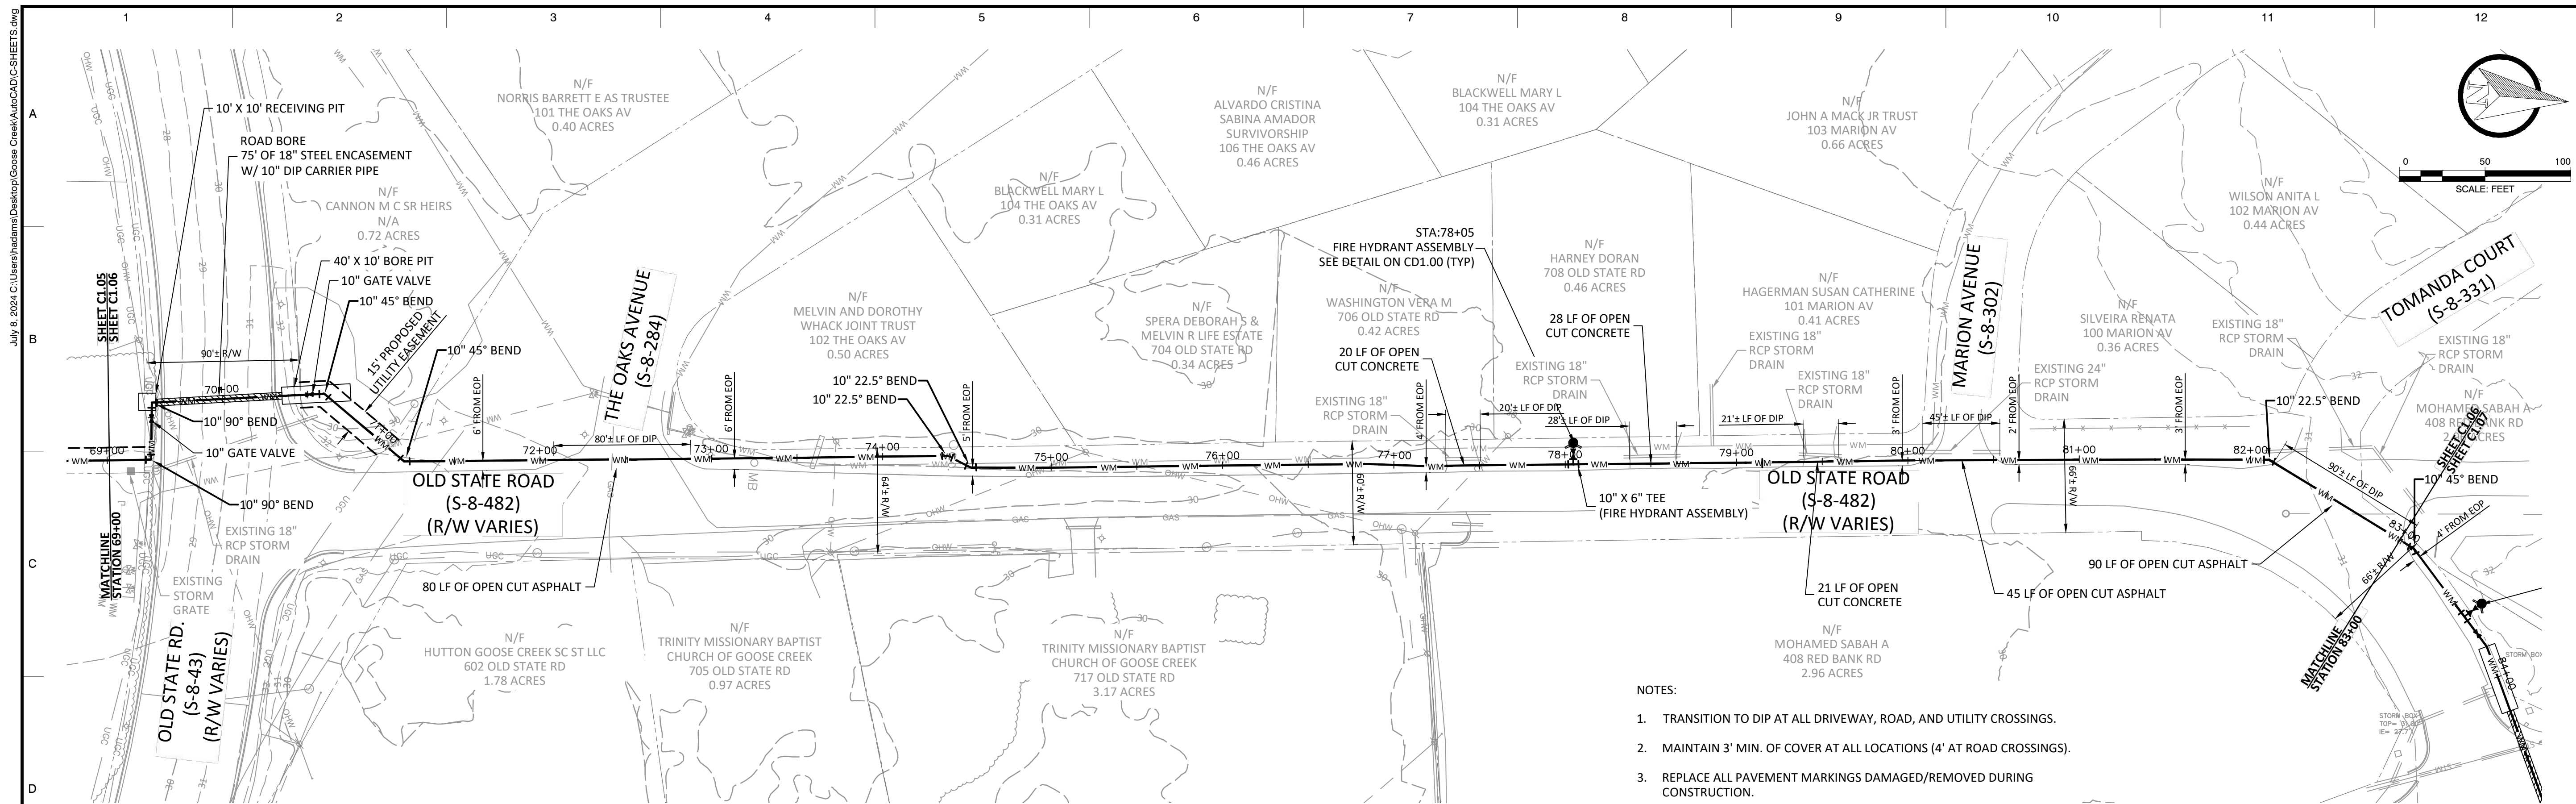 July 8, 2024 C:\Users\hadams\Desktop\Goose Creek\AutoCAD\C-SHEETS.dwg
1 2 3 4 5 6 7 8 9 10 11 12
A
B
C
D
10' X 10' RECEIVING PIT
ROAD BORE
75' OF 18" STEEL ENCASEMENT
W/ 10" DIP CARRIER PIPE
N/F
CANNON M C SR HEIRS
N/A
0.72 ACRES
N/F
NORRIS BARRETT E AS TRUSTEE
101 THE OAKS AV
0.40 ACRES
40' X 10' BORE PIT
10" GATE VALVE
10" 45° BEND
15' PROPOSED
UTILITY EASEMENT
10" 45° BEND
SHEET C1.05
SHEET C1.06
90'± R/W
70+00
10" 90° BEND
10" GATE VALVE
69+00
10" 90° BEND
MATCHLINE
STATION 69+00
EXISTING 18"
RCP STORM
DRAIN
EXISTING
STORM
GRATE
OLD STATE RD.
(S-8-43)
(R/W VARIES)
71+00
6' FROM EOP
OLD STATE ROAD
(S-8-482)
(R/W VARIES)
72+00
80'± LF OF DIP
THE OAKS AVENUE
(S-8-284)
73+00
6' FROM EOP
80 LF OF OPEN CUT ASPHALT
N/F
HUTTON GOOSE CREEK SC ST LLC
602 OLD STATE RD
1.78 ACRES
N/F
TRINITY MISSIONARY BAPTIST
CHURCH OF GOOSE CREEK
705 OLD STATE RD
0.97 ACRES
N/F
MELVIN AND DOROTHY
WHACK JOINT TRUST
102 THE OAKS AV
0.50 ACRES
10" 22.5° BEND
10" 22.5° BEND
74+00
64'± R/W
5' FROM EOP
75+00
N/F
BLACKWELL MARY L
104 THE OAKS AV
0.31 ACRES
N/F
ALVARDO CRISTINA
SABINA AMADOR
SURVIVORSHIP
106 THE OAKS AV
0.46 ACRES
N/F
BLACKWELL MARY L
104 THE OAKS AV
0.31 ACRES
N/F
SPERA DEBORAH S &
MELVIN R LIFE ESTATE
704 OLD STATE RD
0.34 ACRES
76+00
N/F
TRINITY MISSIONARY BAPTIST
CHURCH OF GOOSE CREEK
717 OLD STATE RD
3.17 ACRES
STA:78+05
FIRE HYDRANT ASSEMBLY
SEE DETAIL ON CD1.00 (TYP)
N/F
WASHINGTON VERA M
706 OLD STATE RD
0.42 ACRES
20 LF OF OPEN
CUT CONCRETE
EXISTING 18"
RCP STORM
DRAIN
60'± R/W
77+00
4' FROM EOP
20'± LF OF DIP
28'± LF OF DIP
EXISTING 18"
RCP STORM
DRAIN
28 LF OF OPEN
CUT CONCRETE
N/F
HARNEY DORAN
708 OLD STATE RD
0.46 ACRES
78+00
10" X 6" TEE
(FIRE HYDRANT ASSEMBLY)
N/F
JOHN A MACK JR TRUST
103 MARION AV
0.66 ACRES
N/F
HAGERMAN SUSAN CATHERINE
101 MARION AV
0.41 ACRES
EXISTING 18"
RCP STORM
DRAIN
EXISTING 18"
RCP STORM
DRAIN
21'± LF OF DIP
79+00
3' FROM EOP
80+00
45'± LF OF DIP
OLD STATE ROAD
(S-8-482)
(R/W VARIES)
21 LF OF OPEN
CUT CONCRETE
MARION AVENUE
(S-8-302)
2' FROM EOP
45 LF OF OPEN CUT ASPHALT
EXISTING 24"
RCP STORM
DRAIN
N/F
SILVEIRA RENATA
100 MARION AV
0.36 ACRES
81+00
66'± R/W
3' FROM EOP
N/F
MOHAMED SABAH A
408 RED BANK RD
2.96 ACRES
N/F
WILSON ANITA L
102 MARION AV
0.44 ACRES
TOMANDA COURT
(S-8-331)
EXISTING 18"
RCP STORM
DRAIN
EXISTING 18"
RCP STORM
DRAIN
10" 22.5° BEND
82+00
90'± LF OF DIP
90 LF OF OPEN CUT ASPHALT
N/F
MOHAMED SABAH A
408 RED BANK RD
SHEET C1.06
SHEET C1.07
10" 45° BEND
83+00
4' FROM EOP
66'± R/W
MATCHLINE
STATION 83+00
84+00
STORM BOX
STORM BOX
0 50 100
SCALE: FEET
NOTES:
1. TRANSITION TO DIP AT ALL DRIVEWAY, ROAD, AND UTILITY CROSSINGS.
2. MAINTAIN 3' MIN. OF COVER AT ALL LOCATIONS (4' AT ROAD CROSSINGS).
3. REPLACE ALL PAVEMENT MARKINGS DAMAGED/REMOVED DURING
CONSTRUCTION.